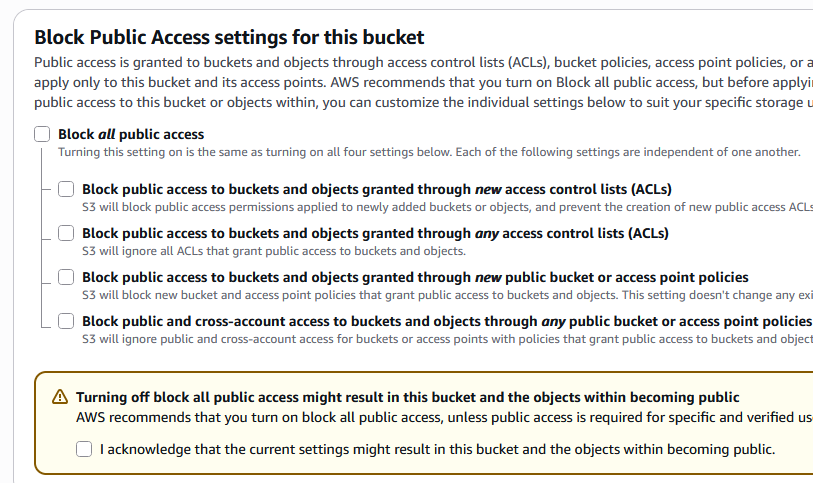 Block Public Access settings for this bucket
Public access is granted to buckets and objects through access control lists (ACLs), bucket policies, access point policies, or a
apply only to this bucket and its access points. AWS recommends that you turn on Block all public access, but before applyin
public access to this bucket or objects within, you can customize the individual settings below to suit your specific storage u
Block all public access
Turning this setting on is the same as turning on all four settings below. Each of the following settings are independent of one another.
Block public access to buckets and objects granted through new access control lists (ACLs)
S3 will block public access permissions applied to newly added buckets or objects, and prevent the creation of new public access ACLs
Block public access to buckets and objects granted through any access control lists (ACLs)
S3 will ignore all ACLs that grant public access to buckets and objects.
Block public access to buckets and objects granted through new public bucket or access point policies
S3 will block new bucket and access point policies that grant public access to buckets and objects. This setting doesn't change any exi
Block public and cross-account access to buckets and objects through any public bucket or access point policies
S3 will ignore public and cross-account access for buckets or access points with policies that grant public access to buckets and object
Turning off block all public access might result in this bucket and the objects within becoming public
AWS recommends that you turn on block all public access, unless public access is required for specific and verified us
I acknowledge that the current settings might result in this bucket and the objects within becoming public.